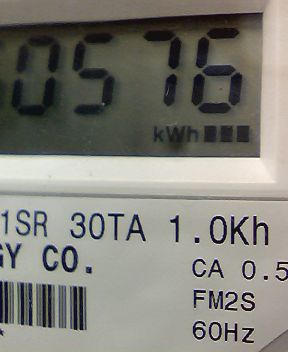 0576
kWh
1SR 30TA 1.0Kh
GY CO.
CA 0.5
FM2S
60Hz